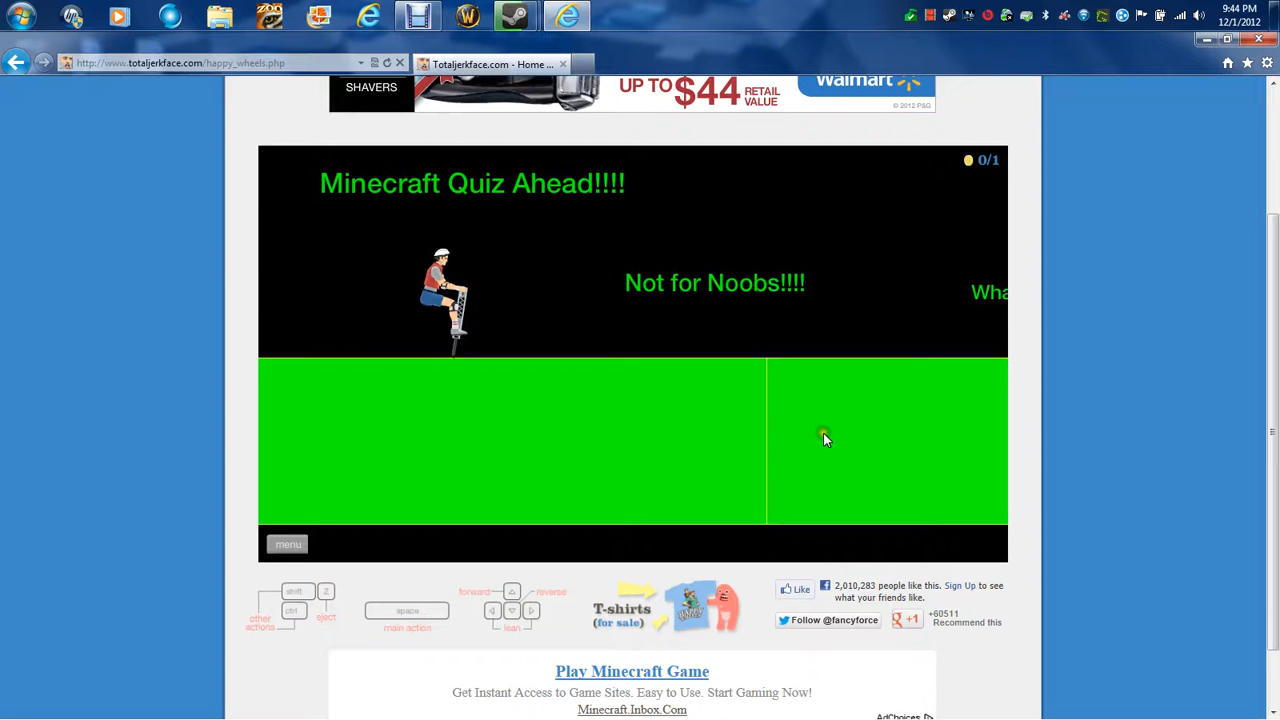 9:44 PM
12/1/2012
http://www.totaljerkface.com/happy_wheels.php
Totaljerkface.com - Home ...
SHAVERS
UP TO $44 RETAIL VALUE
Walmart
© 2012 P&G
Minecraft Quiz Ahead!!!!
0/1
Not for Noobs!!!!
Wha
menu
shift
Z
ctrl
other actions
eject
space
main action
forward
reverse
lean
T-shirts
(for sale)
Like
2,010,283 people like this. Sign Up to see
what your friends like.
Follow @fancyforce
+1
+60511
Recommend this
Play Minecraft Game
Get Instant Access to Game Sites. Easy to Use. Start Gaming Now!
Minecraft.Inbox.Com
AdChoices